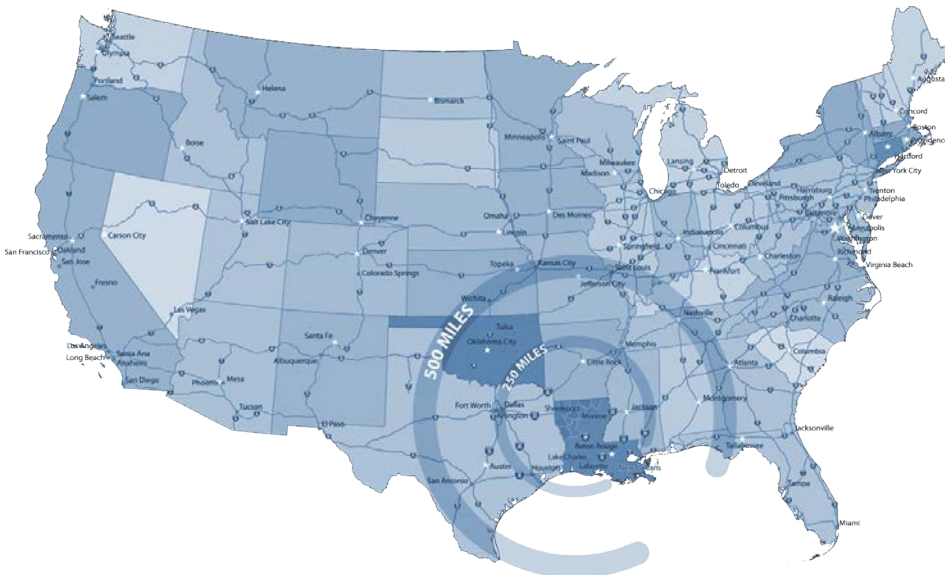 Seattle
Olympia
Portland
Salem
Helena
Boise
Bismarck
Minneapolis
Saint Paul
Milwaukee
Madison
Lansing
Detroit
Chicago
Toledo
Cleveland
Augusta
Concord
Boston
Albany
Hartford
New York City
Trenton
Philadelphia
Harrisburg
Pittsburgh
Baltimore
Dover
Annapolis
Richmond
Virginia Beach
Sacramento
San Francisco
Oakland
San Jose
Fresno
Carson City
Salt Lake City
Cheyenne
Denver
Colorado Springs
Omaha
Lincoln
Des Moines
Topeka
Kansas City
Jefferson City
Saint Louis
Springfield
Indianapolis
Columbus
Cincinnati
Frankfort
Charleston
Wichita
Las Vegas
Los Angeles
Long Beach
Santa Ana
Anaheim
San Diego
Phoenix
Mesa
Tucson
Santa Fe
Albuquerque
Paso
500 MILES
250 MILES
Tulsa
Oklahoma City
Little Rock
Memphis
Nashville
Raleigh
Charlotte
Columbia
Atlanta
Fort Worth
Dallas
Arlington
Shreveport
Monroe
Jackson
Montgomery
Austin
San Antonio
Houston
Lake Charles
Lafayette
Baton Rouge
Tallahassee
Jacksonville
Tampa
Miami